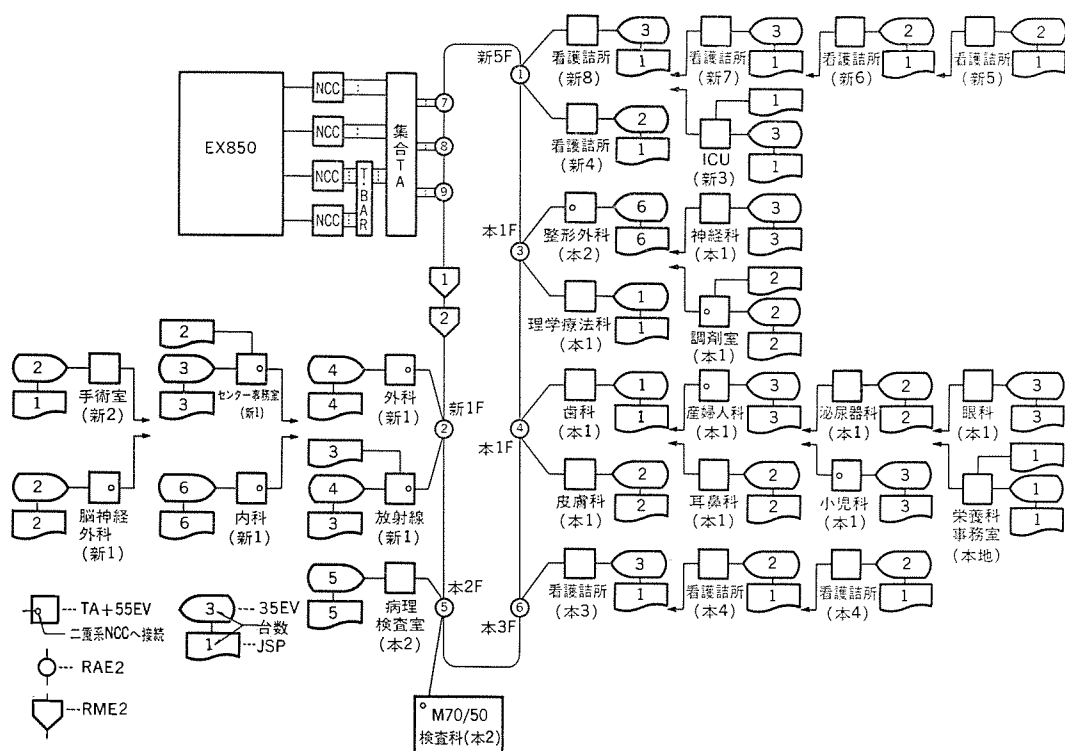 EX850
NCC
NCC
NCC
NCC
T・BAR
集合TA
7
8
9
1
2
新5F
1
看護詰所
(新8)
3
1
看護詰所
(新7)
3
1
看護詰所
(新6)
2
1
看護詰所
(新5)
2
1
看護詰所
(新4)
2
1
ICU
(新3)
1
3
1
本1F
3
整形外科
(本2)
6
6
神経科
(本1)
3
3
理学療法科
(本1)
1
1
調剤室
(本1)
2
2
2
手術室
(新2)
2
1
センター事務室
(新1)
2
3
3
外科
(新1)
4
4
新1F
2
脳神経
外科
(新1)
2
2
内科
(新1)
6
6
放射線
(新1)
3
4
3
本1F
4
歯科
(本1)
1
1
産婦人科
(本1)
3
3
泌尿器科
(本1)
2
2
眼科
(本1)
3
3
皮膚科
(本1)
2
2
耳鼻科
(本1)
2
2
小児科
(本1)
3
3
栄養科
事務室
(本地)
1
1
1
本2F
5
病理
検査室
(本2)
5
5
本3F
6
看護詰所
(本3)
3
1
看護詰所
(本4)
2
1
看護詰所
(本4)
2
1
M70/50
検査科(本2)
TA+55EV
二重系NCCへ接続
RAE2
RME2
3
35EV
台数
1
JSP